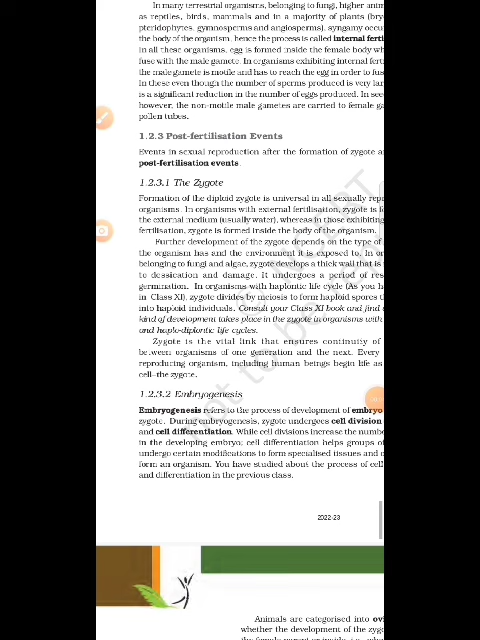 In many terrestrial organisms, belonging to fungi, higher anim
as reptiles, birds, mammals and in a majority of plants (bry
pteridophytes, gymnosperms and angiosperms), syngamy occu
the body of the organism, hence the process is called internal ferti
In all these organisms, egg is formed inside the female body wh
fuse with the male gamete. In organisms exhibiting internal fert
the male gamete is motile and has to reach the egg in order to fus
In these even though the number of sperms produced is very lar
is a significant reduction in the number of eggs produced. In see
however, the non-motile male gametes are carried to female ga
pollen tubes.
1.2.3 Post-fertilisation Events
Events in sexual reproduction after the formation of zygote a
post-fertilisation events.
1.2.3.1 The Zygote
Formation of the diploid zygote is universal in all sexually repr
organisms. In organisms with external fertilisation, zygote is f
the external medium (usually water), whereas in those exhibiting
fertilisation, zygote is formed inside the body of the organism.
Further development of the zygote depends on the type of
the organism has and the environment it is exposed to. In or
belonging to fungi and algae, zygote develops a thick wall that is
to dessication and damage. It undergoes a period of res
germination. In organisms with haplontic life cycle (As you h
in Class XI), zygote divides by meiosis to form haploid spores t
into haploid individuals. Consult your Class XI book and find
kind of development takes place in the zygote in organisms with
and haplo-diplontic life cycles.
Zygote is the vital link that ensures continuity of
between organisms of one generation and the next. Every
reproducing organism, including human beings begin life as
cell–the zygote.
1.2.3.2 Embryogenesis
Embryogenesis refers to the process of development of embryo
zygote. During embryogenesis, zygote undergoes cell division
and cell differentiation. While cell divisions increase the numbe
in the developing embryo; cell differentiation helps groups of
undergo certain modifications to form specialised tissues and o
form an organism. You have studied about the process of cell
and differentiation in the previous class.
2022-23
Animals are categorised into ovi
whether the development of the zygo